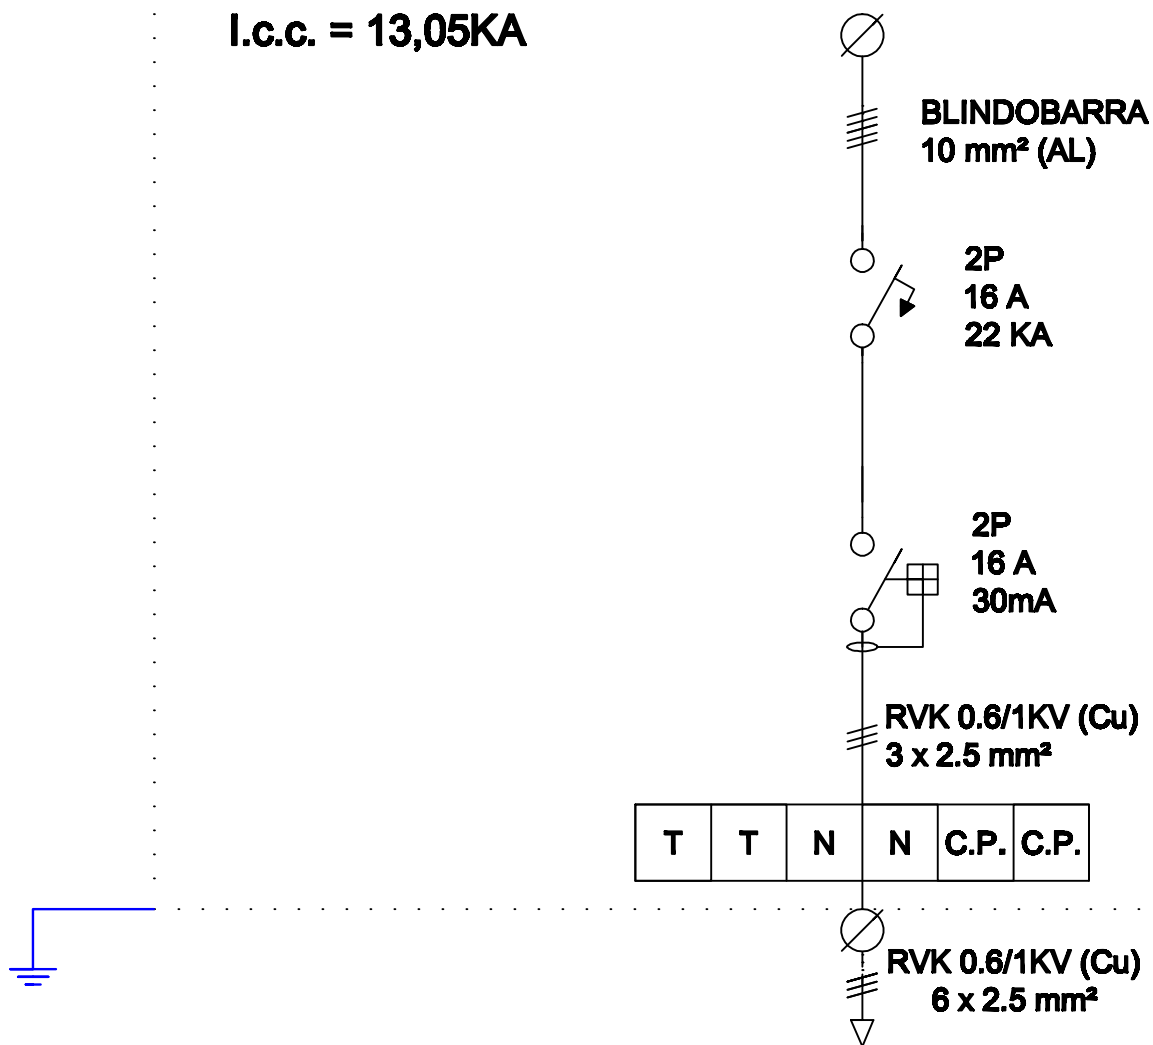 I.c.c. = 13,05KA
BLINDOBARRA
10 mm² (AL)
2P
16 A
22 KA
2P
16 A
30mA
RVK 0.6/1KV (Cu)
3 x 2.5 mm²
T T N N C.P. C.P.
RVK 0.6/1KV (Cu)
6 x 2.5 mm²